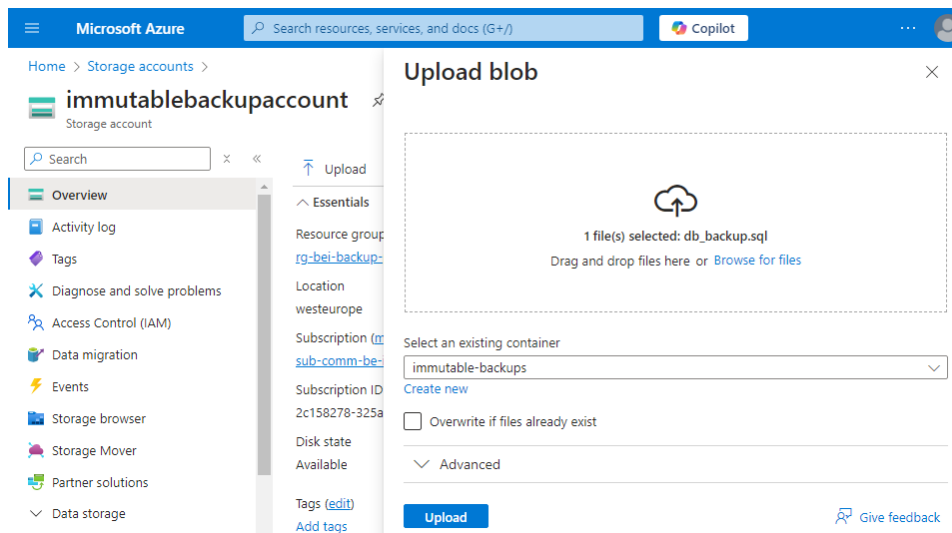 Microsoft Azure
Search resources, services, and docs (G+/)
Copilot
Home > Storage accounts >
immutablebackupaccount
Storage account
Search
Overview
Activity log
Tags
Diagnose and solve problems
Access Control (IAM)
Data migration
Events
Storage browser
Storage Mover
Partner solutions
Data storage
Upload
Essentials
Resource group
rg-bei-backup-
Location
westeurope
Subscription (m
sub-comm-be-
Subscription ID
2c158278-325a
Disk state
Available
Tags (edit)
Add tags
Upload blob
1 file(s) selected: db_backup.sql
Drag and drop files here or Browse for files
Select an existing container
immutable-backups
Create new
Overwrite if files already exist
Advanced
Upload
Give feedback